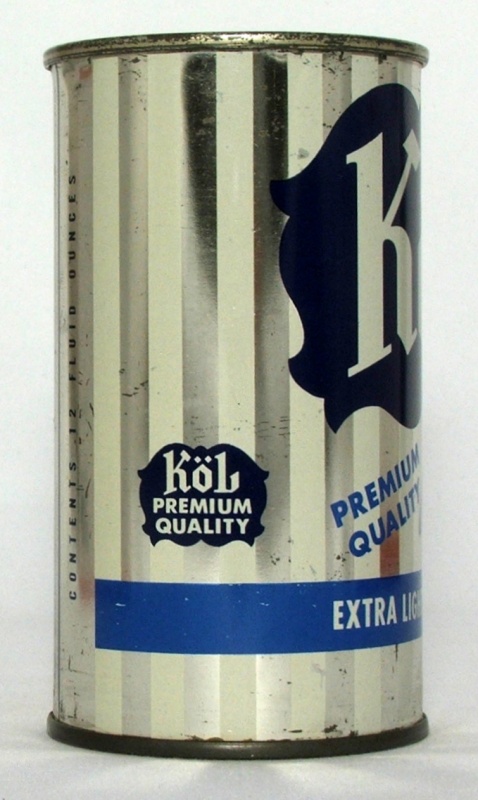 CONTENTS 12 FLUID OUNCES
KöL
PREMIUM
QUALITY
K
PREMIUM
QUALITY
EXTRA LIGH